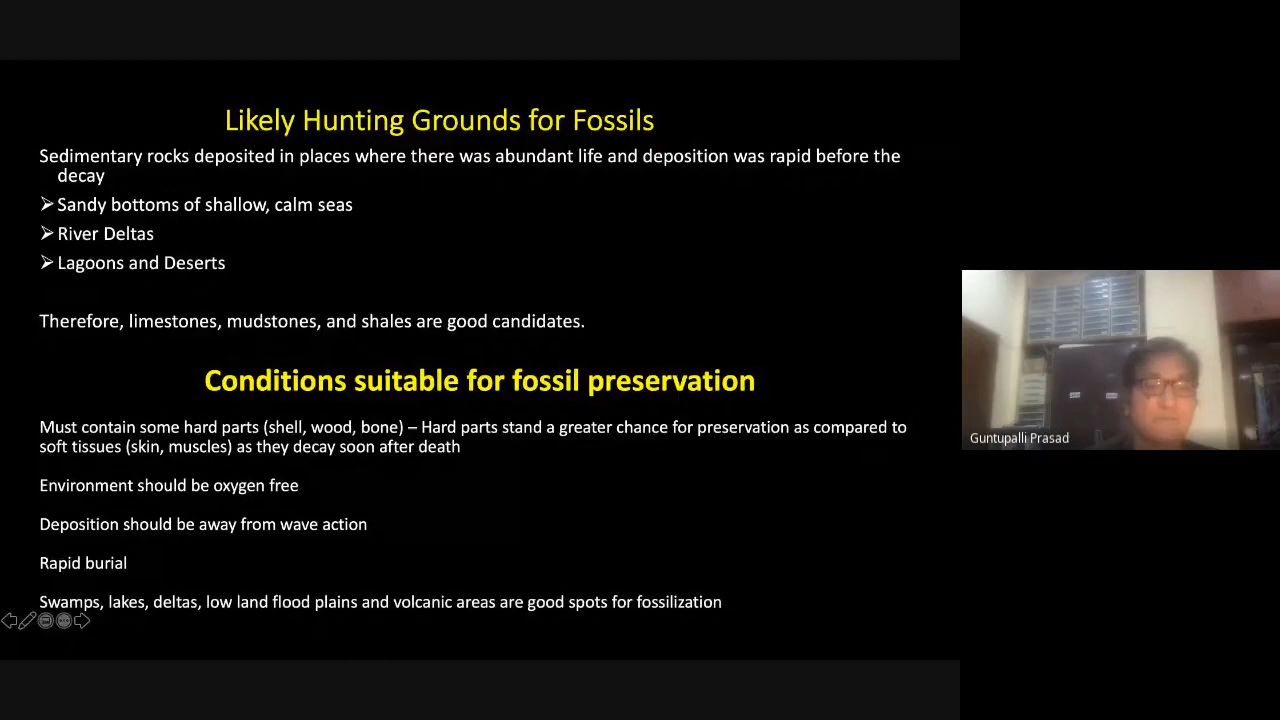 Likely Hunting Grounds for Fossils
Sedimentary rocks deposited in places where there was abundant life and deposition was rapid before the
decay
➢ Sandy bottoms of shallow, calm seas
➢ River Deltas
➢ Lagoons and Deserts
Therefore, limestones, mudstones, and shales are good candidates.
Conditions suitable for fossil preservation
Must contain some hard parts (shell, wood, bone) – Hard parts stand a greater chance for preservation as compared to
soft tissues (skin, muscles) as they decay soon after death
Environment should be oxygen free
Deposition should be away from wave action
Rapid burial
Swamps, lakes, deltas, low land flood plains and volcanic areas are good spots for fossilization
Guntupalli Prasad